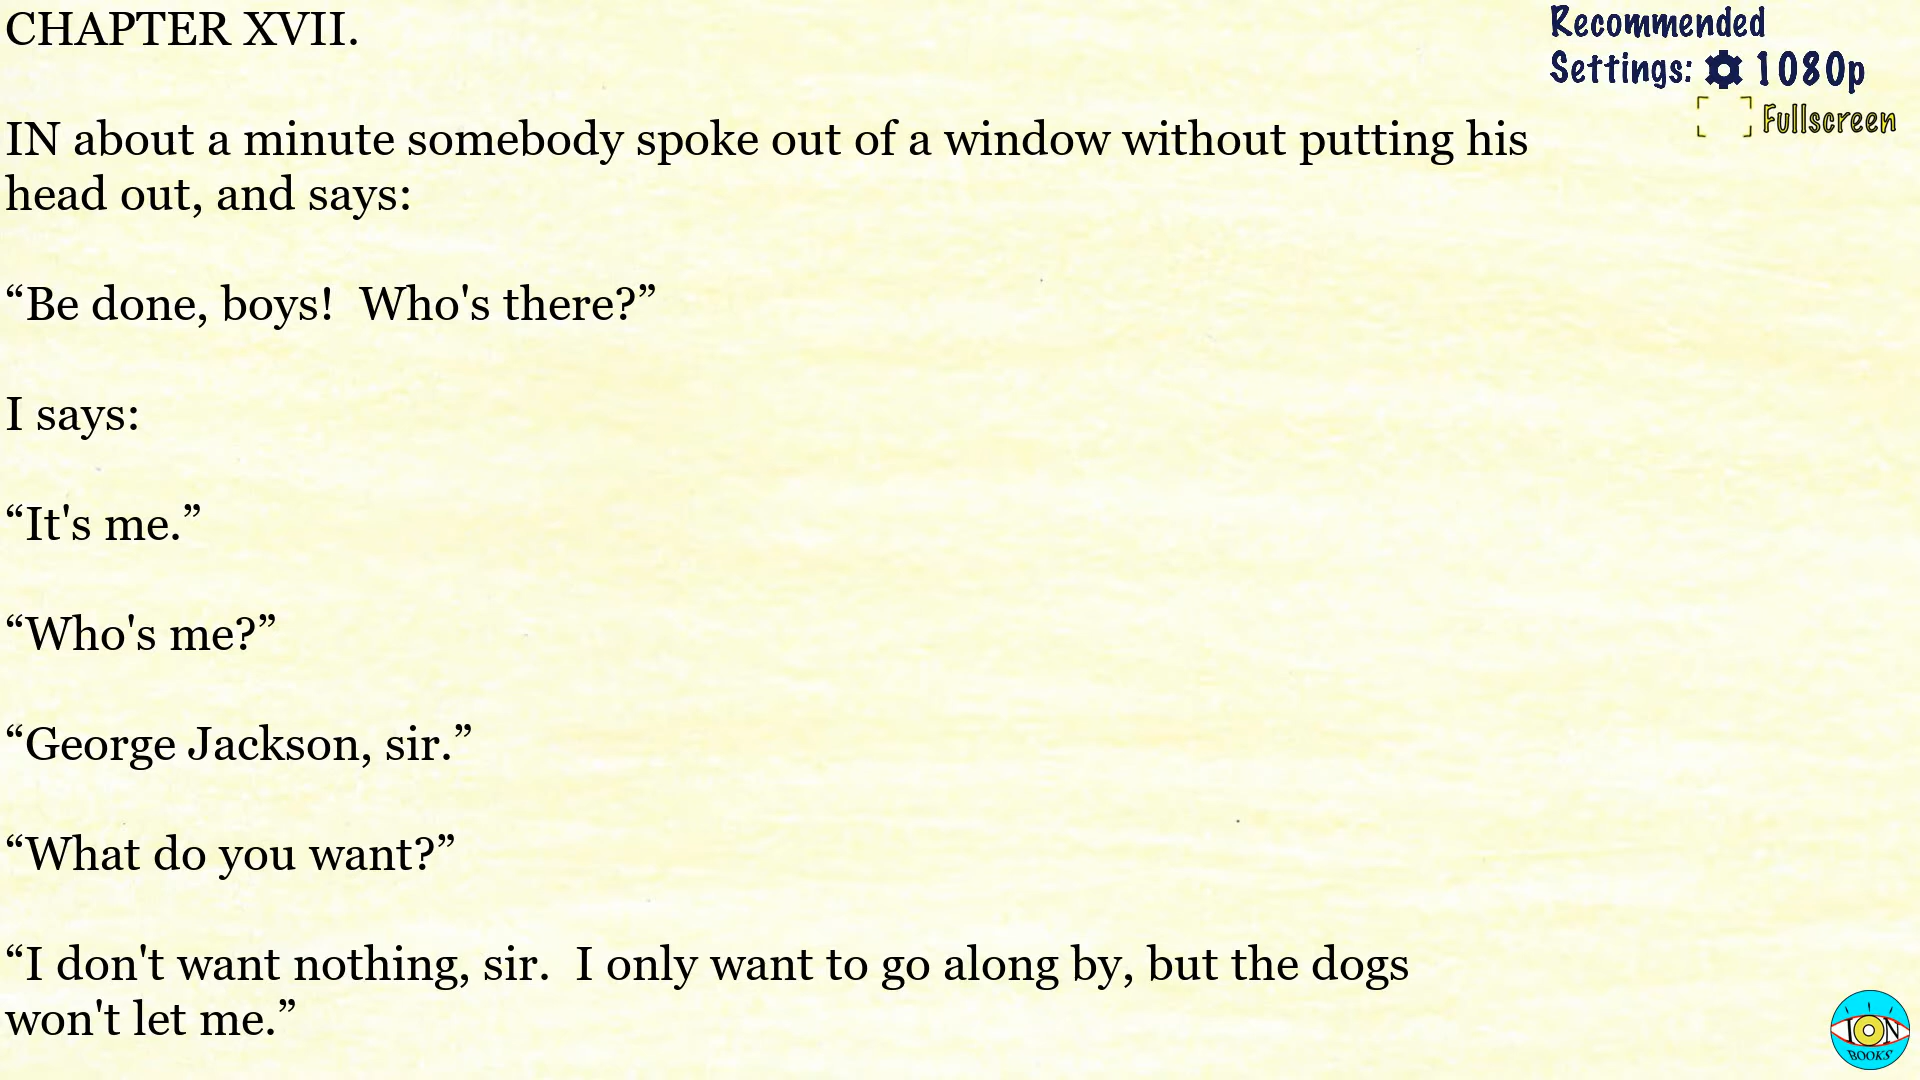 CHAPTER XVII.
Recommended
Settings: 1080p
Fullscreen
IN about a minute somebody spoke out of a window without putting his
head out, and says:
“Be done, boys!  Who's there?”
I says:
“It's me.”
“Who's me?”
“George Jackson, sir.”
“What do you want?”
“I don't want nothing, sir.  I only want to go along by, but the dogs
won't let me.”
ION
BOOKS